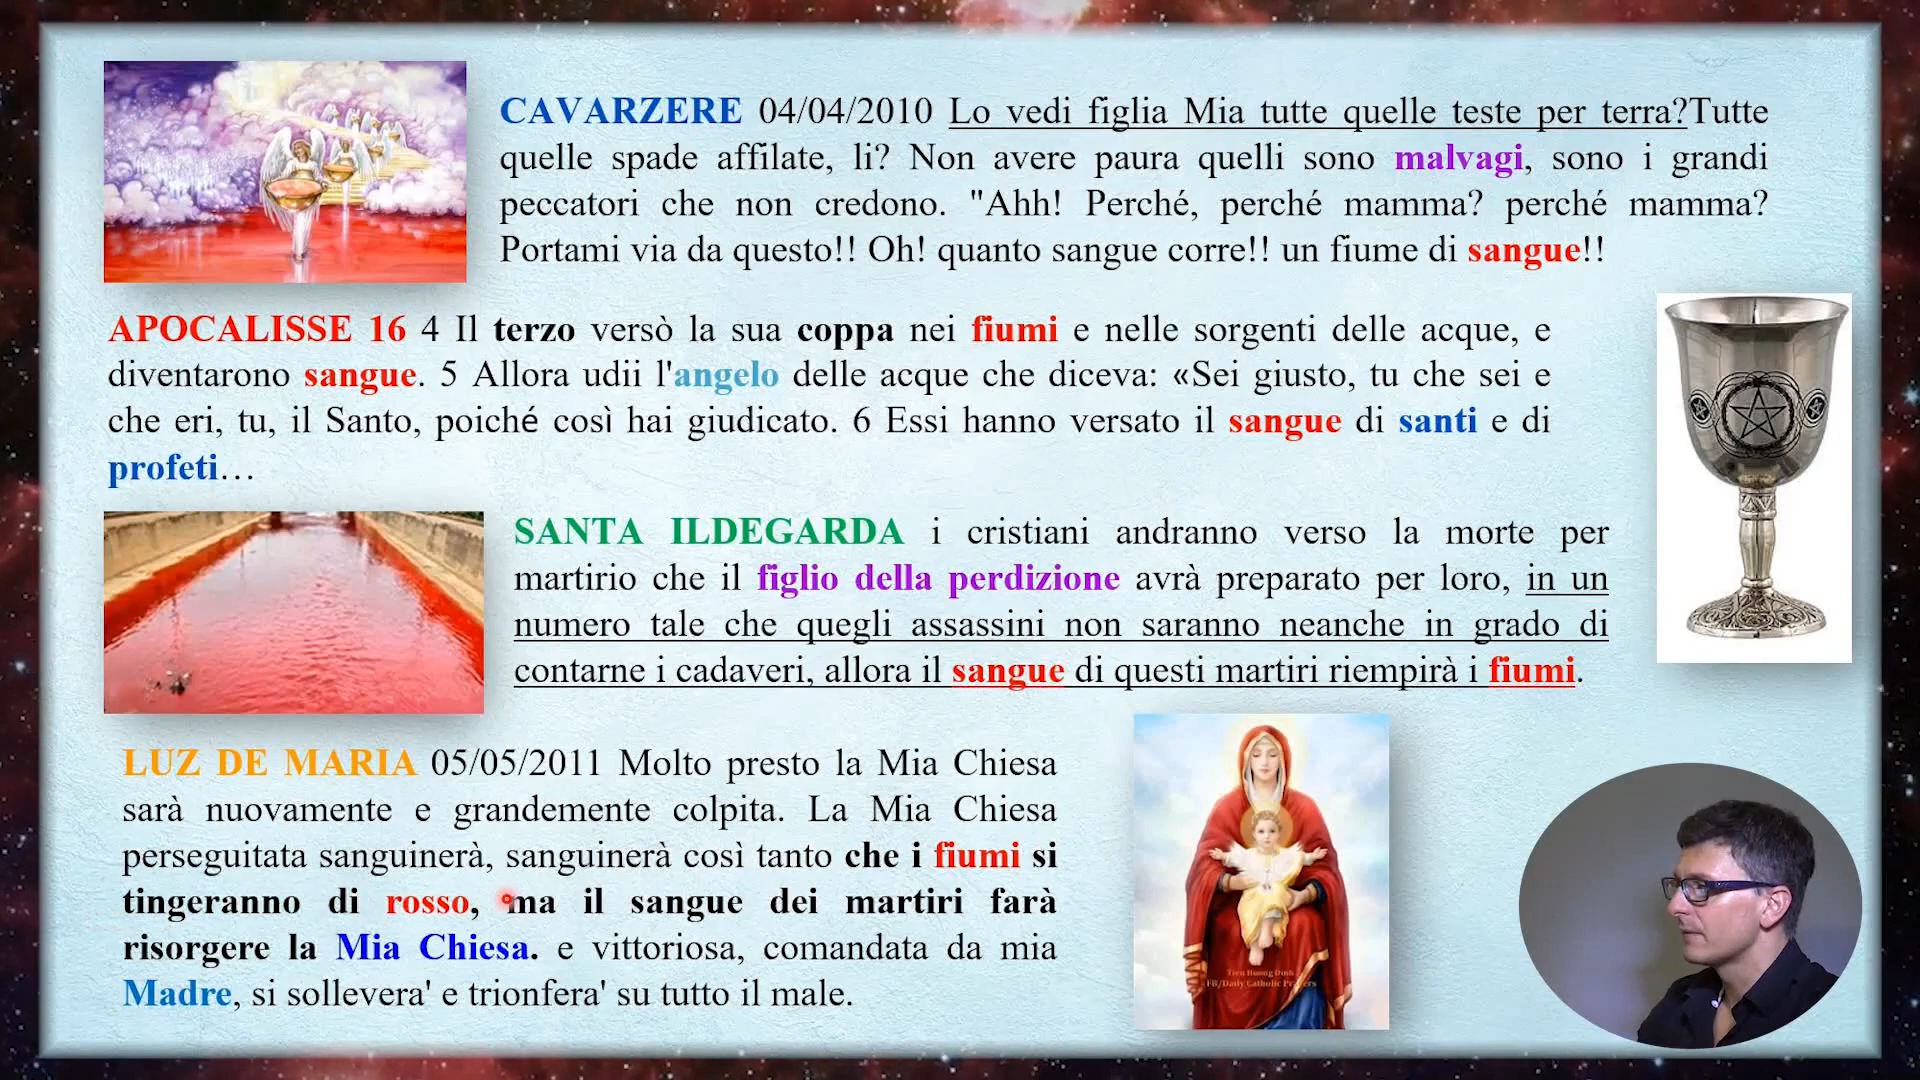 CAVARZERE 04/04/2010 Lo vedi figlia Mia tutte quelle teste per terra?Tutte
quelle spade affilate, li? Non avere paura quelli sono malvagi, sono i grandi
peccatori che non credono. "Ahh! Perché, perché mamma? perché mamma?
Portami via da questo!! Oh! quanto sangue corre!! un fiume di sangue!!
APOCALISSE 16 4 Il terzo versò la sua coppa nei fiumi e nelle sorgenti delle acque, e
diventarono sangue. 5 Allora udii l'angelo delle acque che diceva: «Sei giusto, tu che sei e
che eri, tu, il Santo, poiché così hai giudicato. 6 Essi hanno versato il sangue di santi e di
profeti…
SANTA ILDEGARDA i cristiani andranno verso la morte per
martirio che il figlio della perdizione avrà preparato per loro, in un
numero tale che quegli assassini non saranno neanche in grado di
contarne i cadaveri, allora il sangue di questi martiri riempirà i fiumi.
LUZ DE MARIA 05/05/2011 Molto presto la Mia Chiesa
sarà nuovamente e grandemente colpita. La Mia Chiesa
perseguitata sanguinerà, sanguinerà così tanto che i fiumi si
tingeranno di rosso, ma il sangue dei martiri farà
risorgere la Mia Chiesa. e vittoriosa, comandata da mia
Madre, si sollevera' e trionfera' su tutto il male.
Tien Huong Dinh
FB/Daily Catholic Prayers